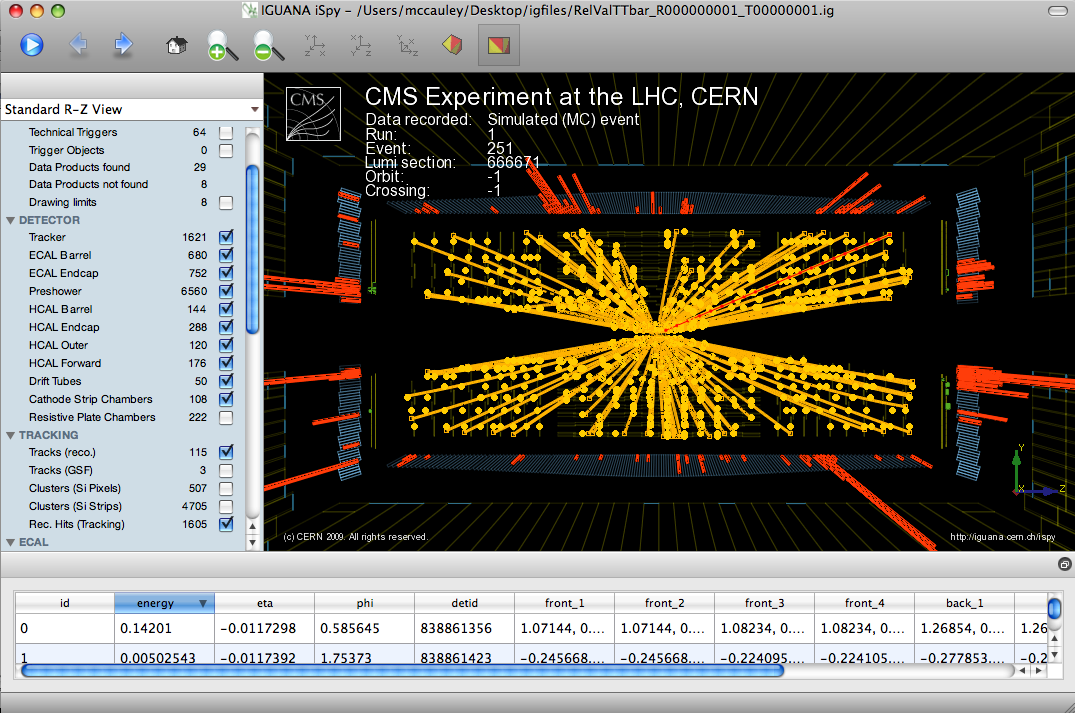 IGUANA iSpy - /Users/mccauley/Desktop/igfiles/RelValTTbar_R000000001_T00000001.ig
Standard R-Z View
Technical Triggers 64
Trigger Objects 0
Data Products found 29
Data Products not found 8
Drawing limits 8
DETECTOR
Tracker 1621
ECAL Barrel 680
ECAL Endcap 752
Preshower 6560
HCAL Barrel 144
HCAL Endcap 288
HCAL Outer 120
HCAL Forward 176
Drift Tubes 50
Cathode Strip Chambers 108
Resistive Plate Chambers 222
TRACKING
Tracks (reco.) 115
Tracks (GSF) 3
Clusters (Si Pixels) 507
Clusters (Si Strips) 4705
Rec. Hits (Tracking) 1605
ECAL
CMS
CMS Experiment at the LHC, CERN
Data recorded: Simulated (MC) event
Run: 1
Event: 251
Lumi section: 666671
Orbit: -1
Crossing: -1
Y
X Z
(c) CERN 2009. All rights reserved.
http://iguana.cern.ch/ispy
id energy eta phi detid front_1 front_2 front_3 front_4 back_1
0 0.14201 -0.0117298 0.585645 838861356 1.07144, 0.... 1.07144, 0.... 1.08234, 0.... 1.08234, 0.... 1.26854, 0.... 1.26
1 0.00502543 -0.0117392 1.75373 838861423 -0.245668.... -0.245668.... -0.224095.... -0.224105.... -0.277853.... -0.2